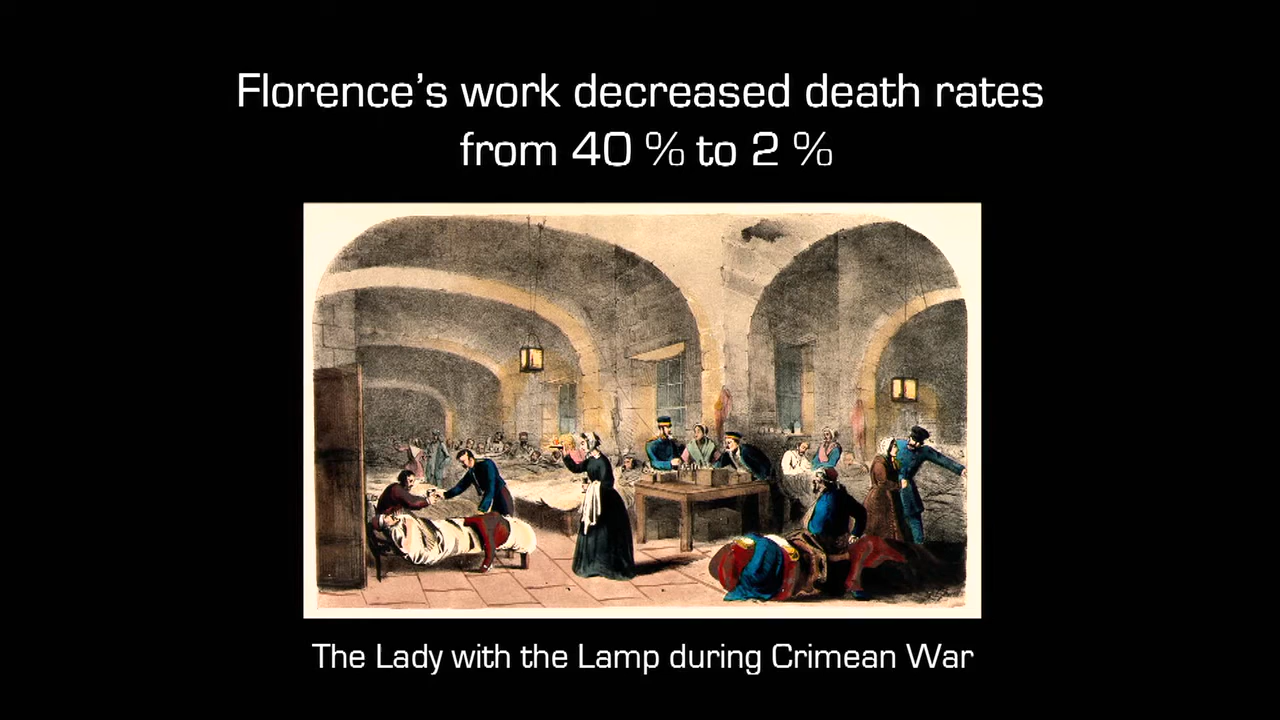 Florence's work decreased death rates
from 40 % to 2 %
The Lady with the Lamp during Crimean War